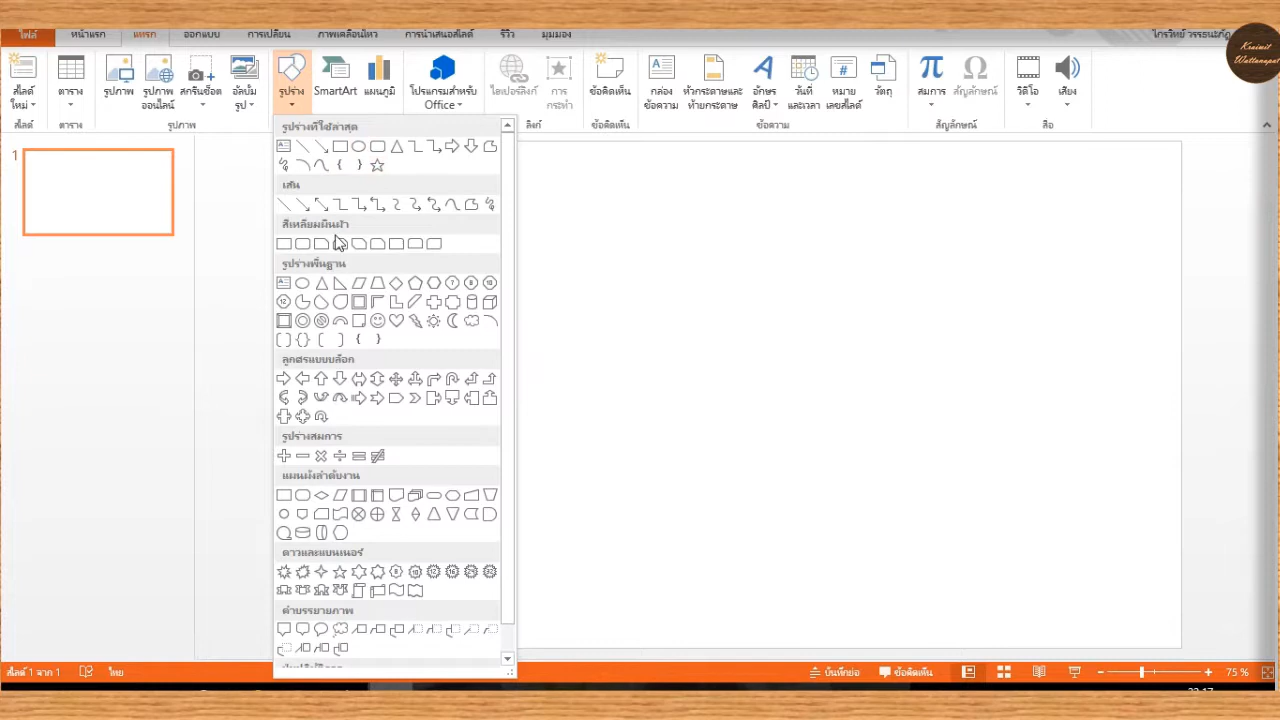 ไฟล์ หน้าแรก แทรก ออกแบบ การเปลี่ยน ภาพเคลื่อนไหว การนำเสนอสไลด์ รีวิว มุมมอง ไกรวิทย์ วรรธนะภัฏ
Kraiwit
Wattanapat
สไลด์ ตาราง รูปภาพ รูปภาพ สกรีนช็อต อัลบั้ม รูปร่าง SmartArt แผนภูมิ โปรแกรมสำหรับ ไฮเปอร์ลิงก์ การ ข้อคิดเห็น กล่อง หัวกระดาษและ อักษร วันที่ หมาย วัตถุ สมการ สัญลักษณ์ วิดีโอ เสียง
ใหม่ ออนไลน์ รูป Office กระทำ ข้อความ ท้ายกระดาษ ศิลป์ และเวลา เลขสไลด์
สไลด์ ตาราง รูปภาพ ลิงก์ ข้อคิดเห็น ข้อความ สัญลักษณ์ สื่อ
รูปร่างที่ใช้ล่าสุด
1
เส้น
สี่เหลี่ยมผืนผ้า
รูปร่างพื้นฐาน
ลูกศรแบบบล็อก
รูปร่างสมการ
แผนผังลำดับงาน
ดาวและแบนเนอร์
คำบรรยายภาพ
สไลด์ 1 จาก 1 ไทย บันทึกย่อ ข้อคิดเห็น 75 %